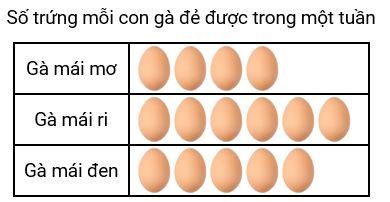 Số trứng mỗi con gà đẻ được trong một tuần
Gà mái mơ
Gà mái ri
Gà mái đen